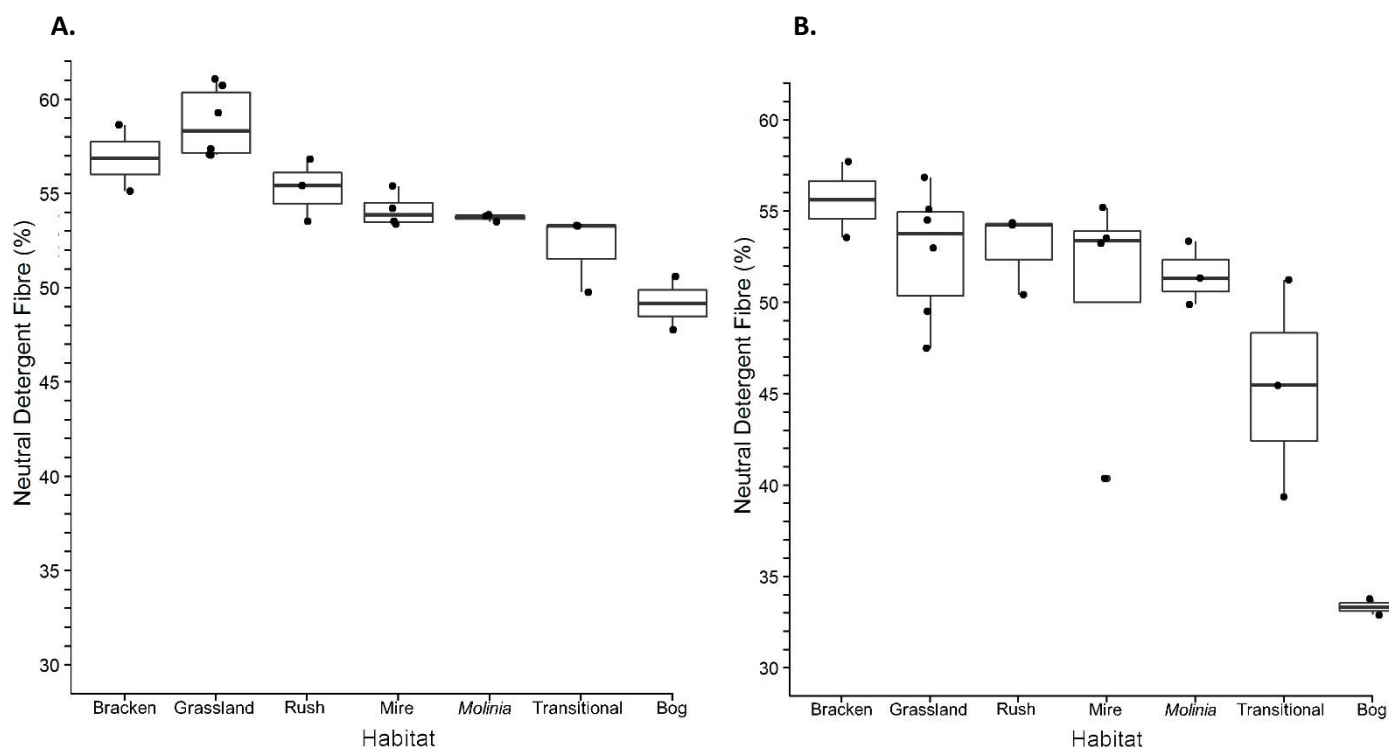 A.
Neutral Detergent Fibre (%)
60
55
50
45
40
35
30
Bracken Grassland Rush Mire Molinia Transitional Bog
Habitat
B.
Neutral Detergent Fibre (%)
60
55
50
45
40
35
30
Bracken Grassland Rush Mire Molinia Transitional Bog
Habitat